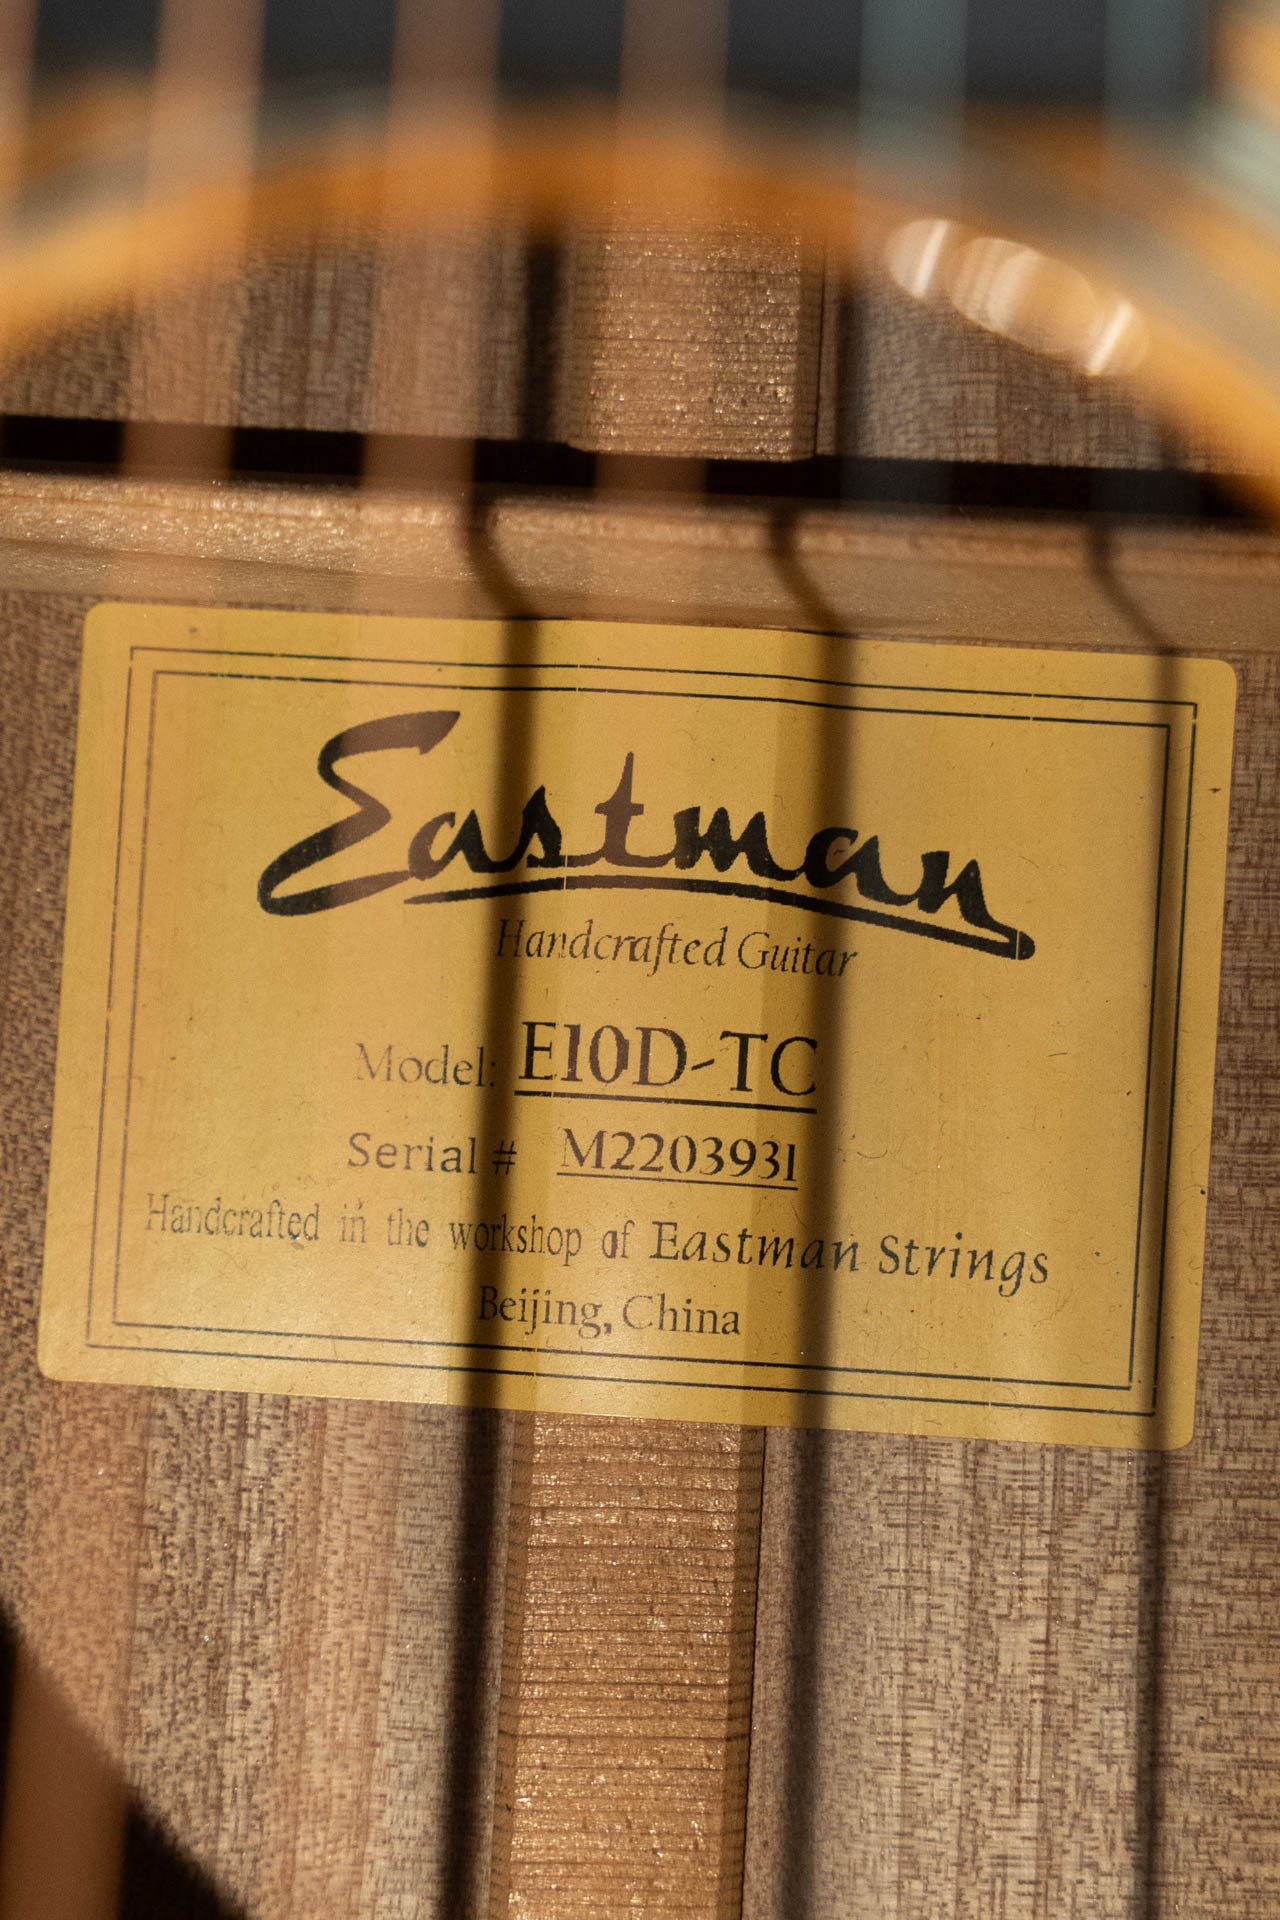 Eastman
Handcrafted Guitar
Model: E10D-TC
Serial # M2203931
Handcrafted in the workshop of Eastman Strings
Beijing, China